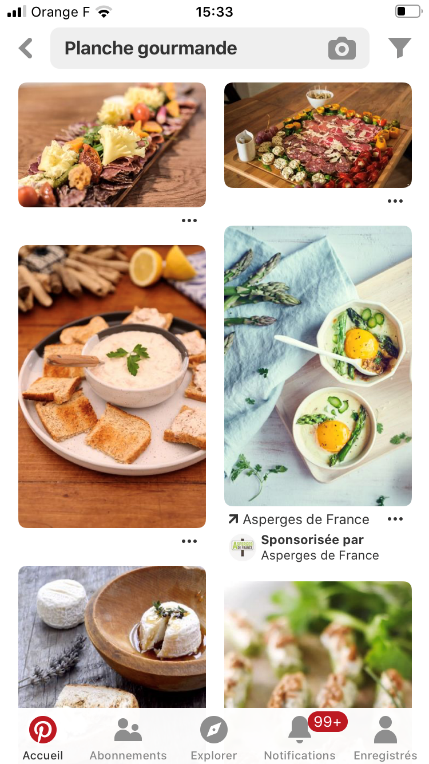 Orange F
15:33
Planche gourmande
Asperges de France
Sponsorisée par
Asperges de France
99+
Accueil
Abonnements
Explorer
Notifications
Enregistrés